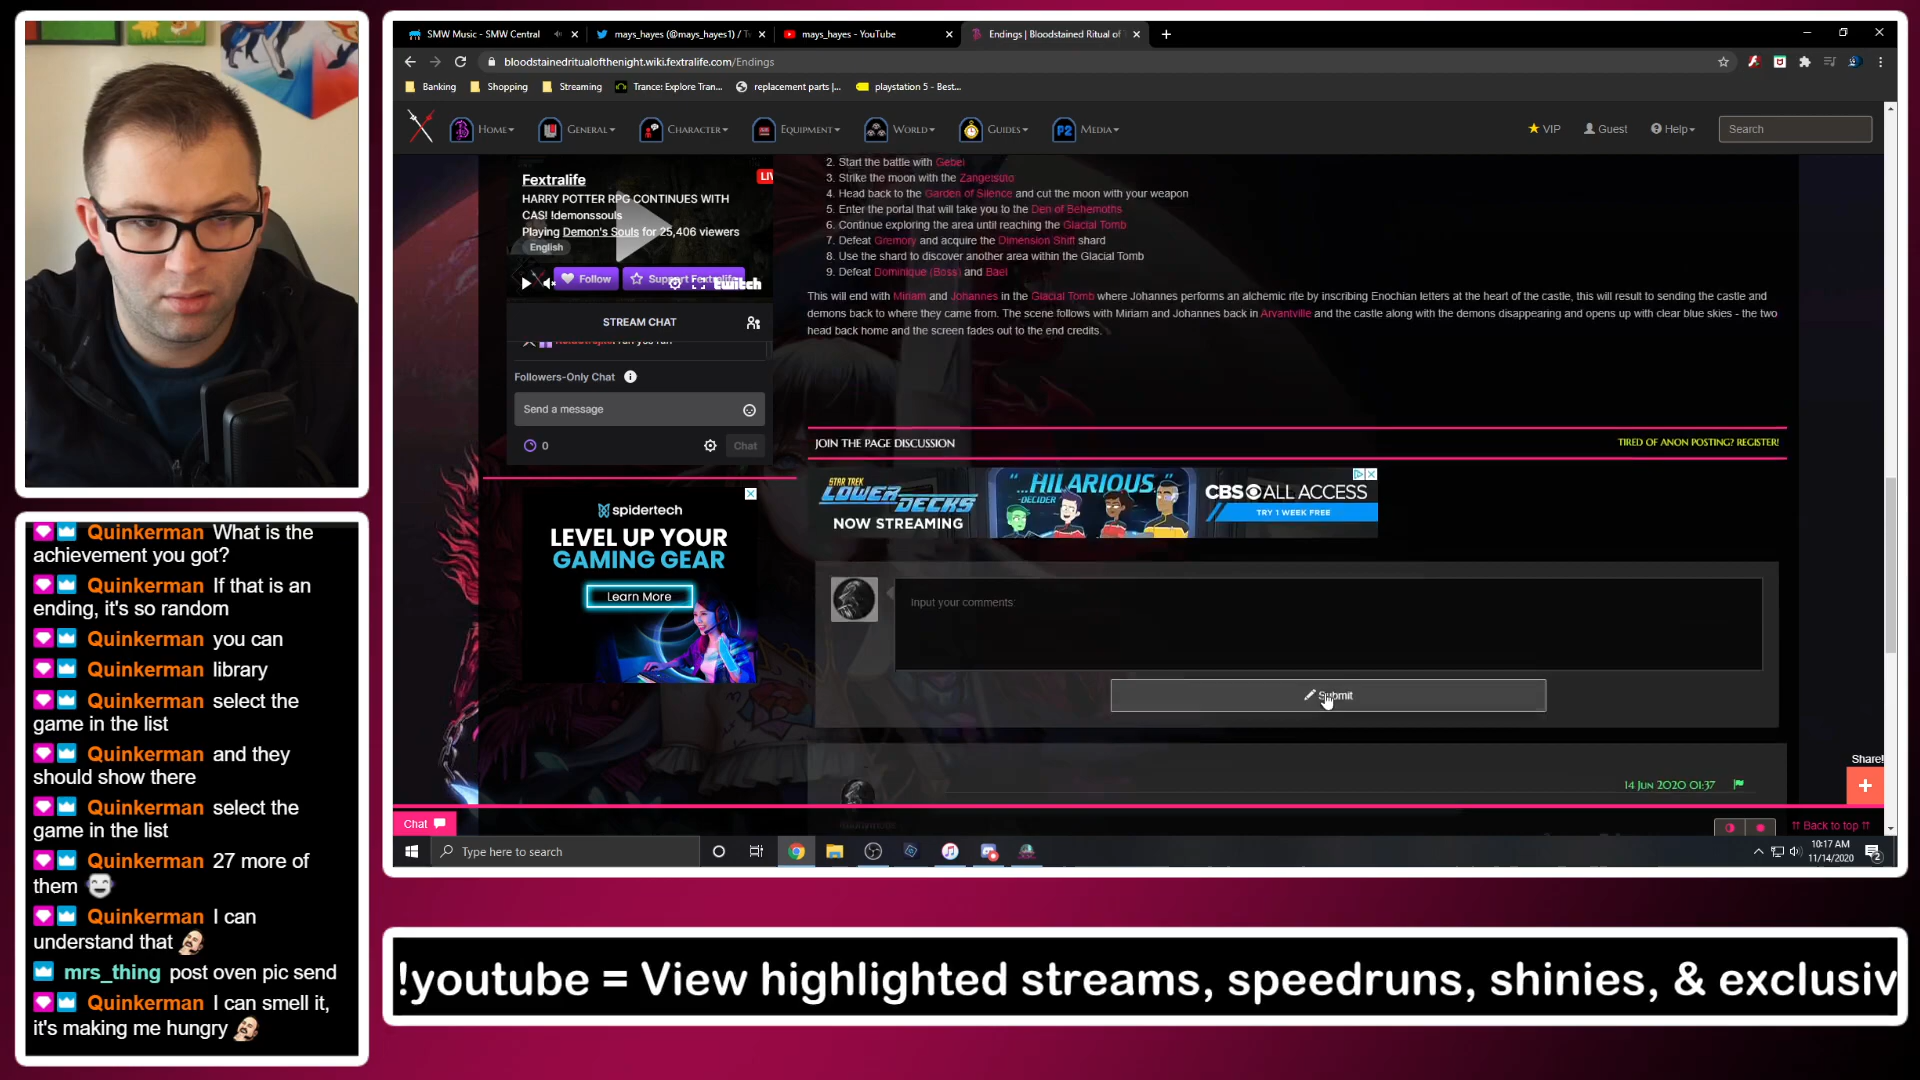 SMW Music - SMW Central
mays_hayes (@mays_hayes1) / Tw
mays_hayes - YouTube
Endings | Bloodstained Ritual of
bloodstainedritualofthenight.wiki.fextralife.com/Endings
Banking
Shopping
Streaming
Trance: Explore Tran...
replacement parts |...
playstation 5 - Best...
Home
General
Character
Equipment
World
Guides
Media
VIP
Guest
Help
Search
Fextralife
LIV
HARRY POTTER RPG CONTINUES WITH
CAS! !demonssouls
Playing Demon's Souls for 25,406 viewers
English
Follow
Support Fextralife
twitch
STREAM CHAT
Followers-Only Chat
Send a message
0
Chat
2. Start the battle with Gebel
3. Strike the moon with the Zangetsuto
4. Head back to the Garden of Silence and cut the moon with your weapon
5. Enter the portal that will take you to the Den of Behemoths
6. Continue exploring the area until reaching the Glacial Tomb
7. Defeat Gremory and acquire the Dimension Shift shard
8. Use the shard to discover another area within the Glacial Tomb
9. Defeat Dominique (Boss) and Bael
This will end with Miriam and Johannes in the Glacial Tomb where Johannes performs an alchemic rite by inscribing Enochian letters at the heart of the castle, this will result to sending the castle and
demons back to where they came from. The scene follows with Miriam and Johannes back in Arvantville and the castle along with the demons disappearing and opens up with clear blue skies - the two
head back home and the screen fades out to the end credits.
JOIN THE PAGE DISCUSSION
TIRED OF ANON POSTING? REGISTER!
STAR TREK
LOWER DECKS
NOW STREAMING
"...HILARIOUS."
-DECIDER
CBS ALL ACCESS
TRY 1 WEEK FREE
spidertech
LEVEL UP YOUR
GAMING GEAR
Learn More
Input your comments
Submit
14 Jun 2020 01:37
Share!
+
Chat
Back to top
Type here to search
10:17 AM
11/14/2020
2
Quinkerman What is the
achievement you got?
Quinkerman If that is an
ending, it's so random
Quinkerman you can
Quinkerman library
Quinkerman select the
game in the list
Quinkerman and they
should show there
Quinkerman select the
game in the list
Quinkerman 27 more of
them
Quinkerman I can
understand that
mrs_thing post oven pic send
Quinkerman I can smell it,
it's making me hungry
!youtube = View highlighted streams, speedruns, shinies, & exclusiv